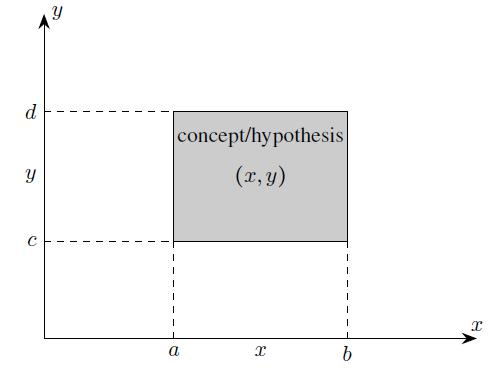 y
d
concept/hypothesis
y
(x, y)
c
x
a
x
b